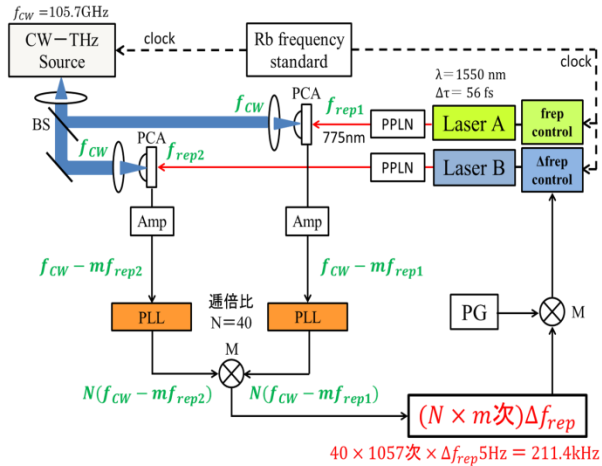 f_CW = 105.7GHz
CW－THz
Source
clock
Rb frequency
standard
clock
BS
f_CW
PCA
f_rep1
775nm
PPLN
λ = 1550 nm
Δτ = 56 fs
Laser A
frep
control
f_CW
PCA
f_rep2
PPLN
Laser B
Δfrep
control
Amp
Amp
f_CW − mf_rep2
f_CW − mf_rep1
逓倍比
N＝40
PLL
PLL
PG
M
M
N(f_CW − mf_rep2)
N(f_CW − mf_rep1)
(N × m次)Δf_rep
40 × 1057次 × Δf_rep5Hz = 211.4kHz